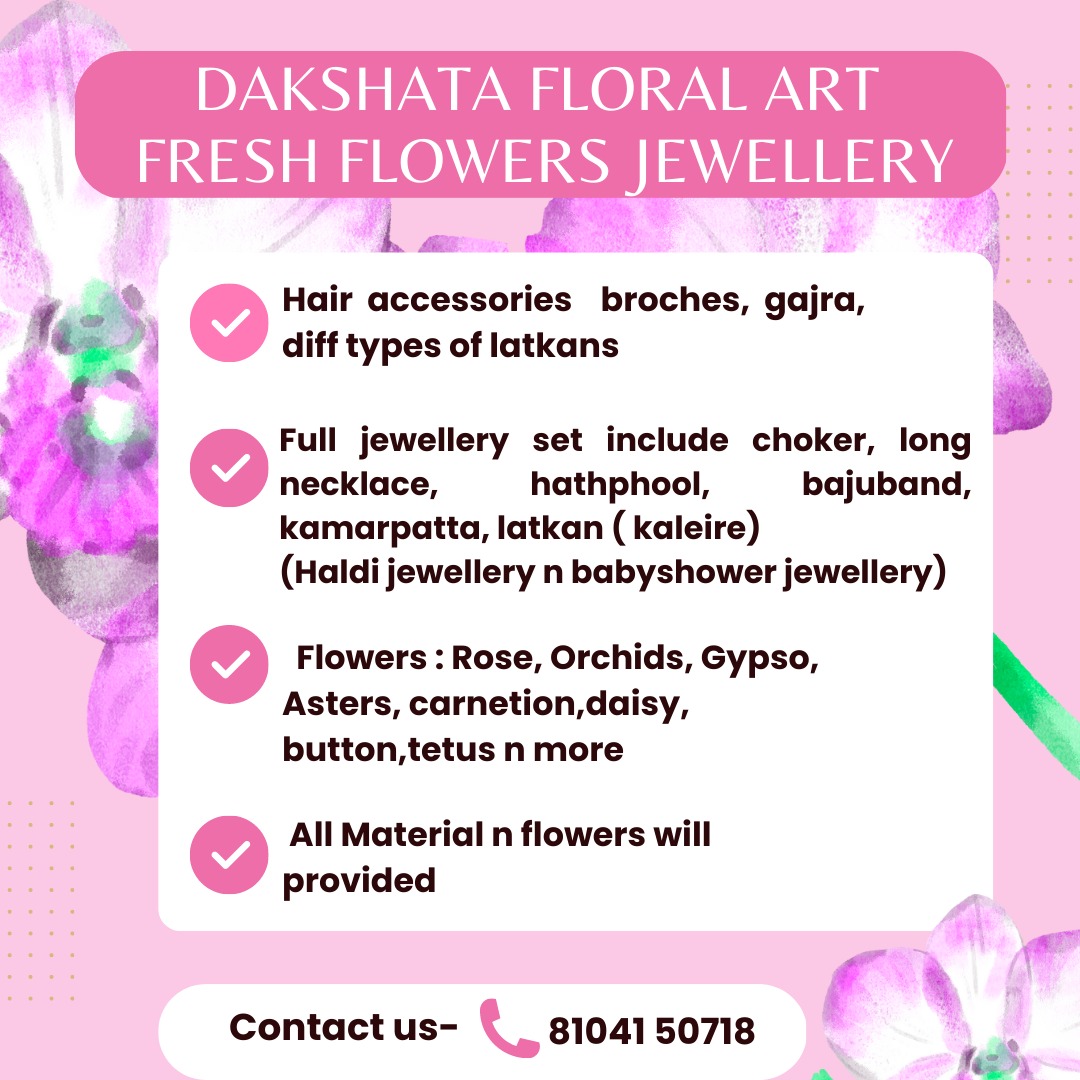 DAKSHATA FLORAL ART
FRESH FLOWERS JEWELLERY
Hair accessories broches, gajra,
diff types of latkans
Full jewellery set include choker, long
necklace, hathphool, bajuband,
kamarpatta, latkan ( kaleire)
(Haldi jewellery n babyshower jewellery)
Flowers : Rose, Orchids, Gypso,
Asters, carnetion,daisy,
button,tetus n more
All Material n flowers will
provided
Contact us- 81041 50718